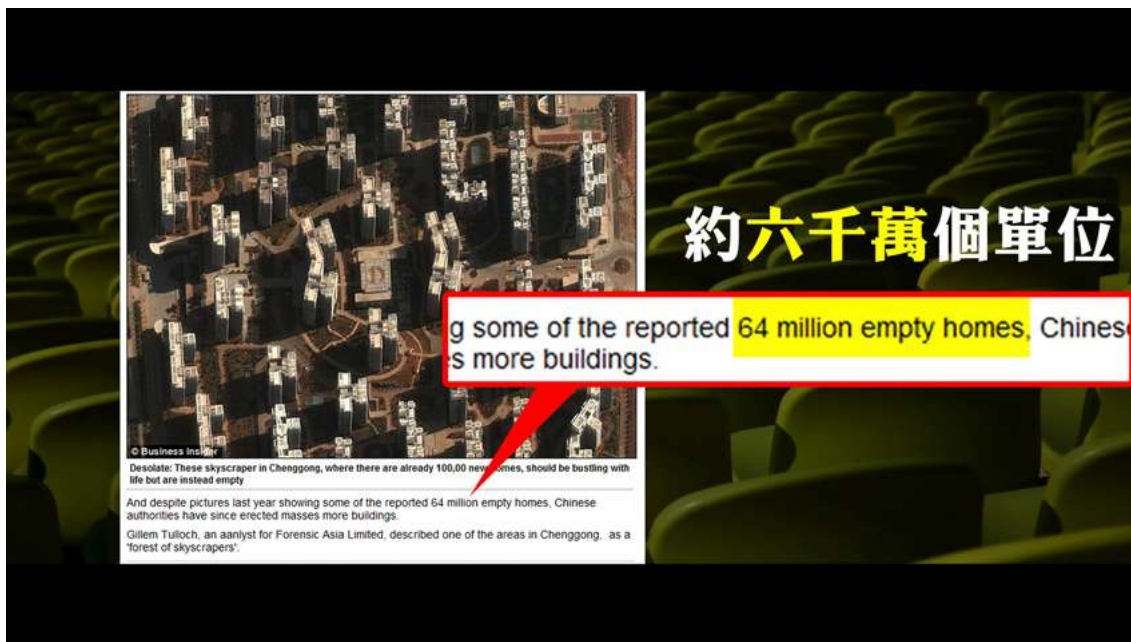 約六千萬個單位
g some of the reported 64 million empty homes, Chines
s more buildings.
© Business Insider
Desolate: These skyscraper in Chenggong, where there are already 100,00 new homes, should be bustling with
life but are instead empty
And despite pictures last year showing some of the reported 64 million empty homes, Chinese
authorities have since erected masses more buildings.
Gillem Tulloch, an aanlyst for Forensic Asia Limited, described one of the areas in Chenggong, as a
'forest of skyscrapers'.